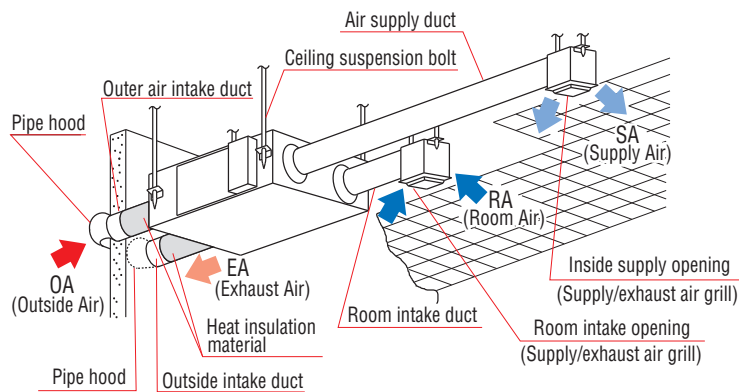 Air supply duct
Ceiling suspension bolt
Outer air intake duct
Pipe hood
SA
(Supply Air)
RA
(Room Air)
OA
(Outside Air)
EA
(Exhaust Air)
Inside supply opening
(Supply/exhaust air grill)
Heat insulation
material
Room intake duct
Room intake opening
(Supply/exhaust air grill)
Pipe hood
Outside intake duct